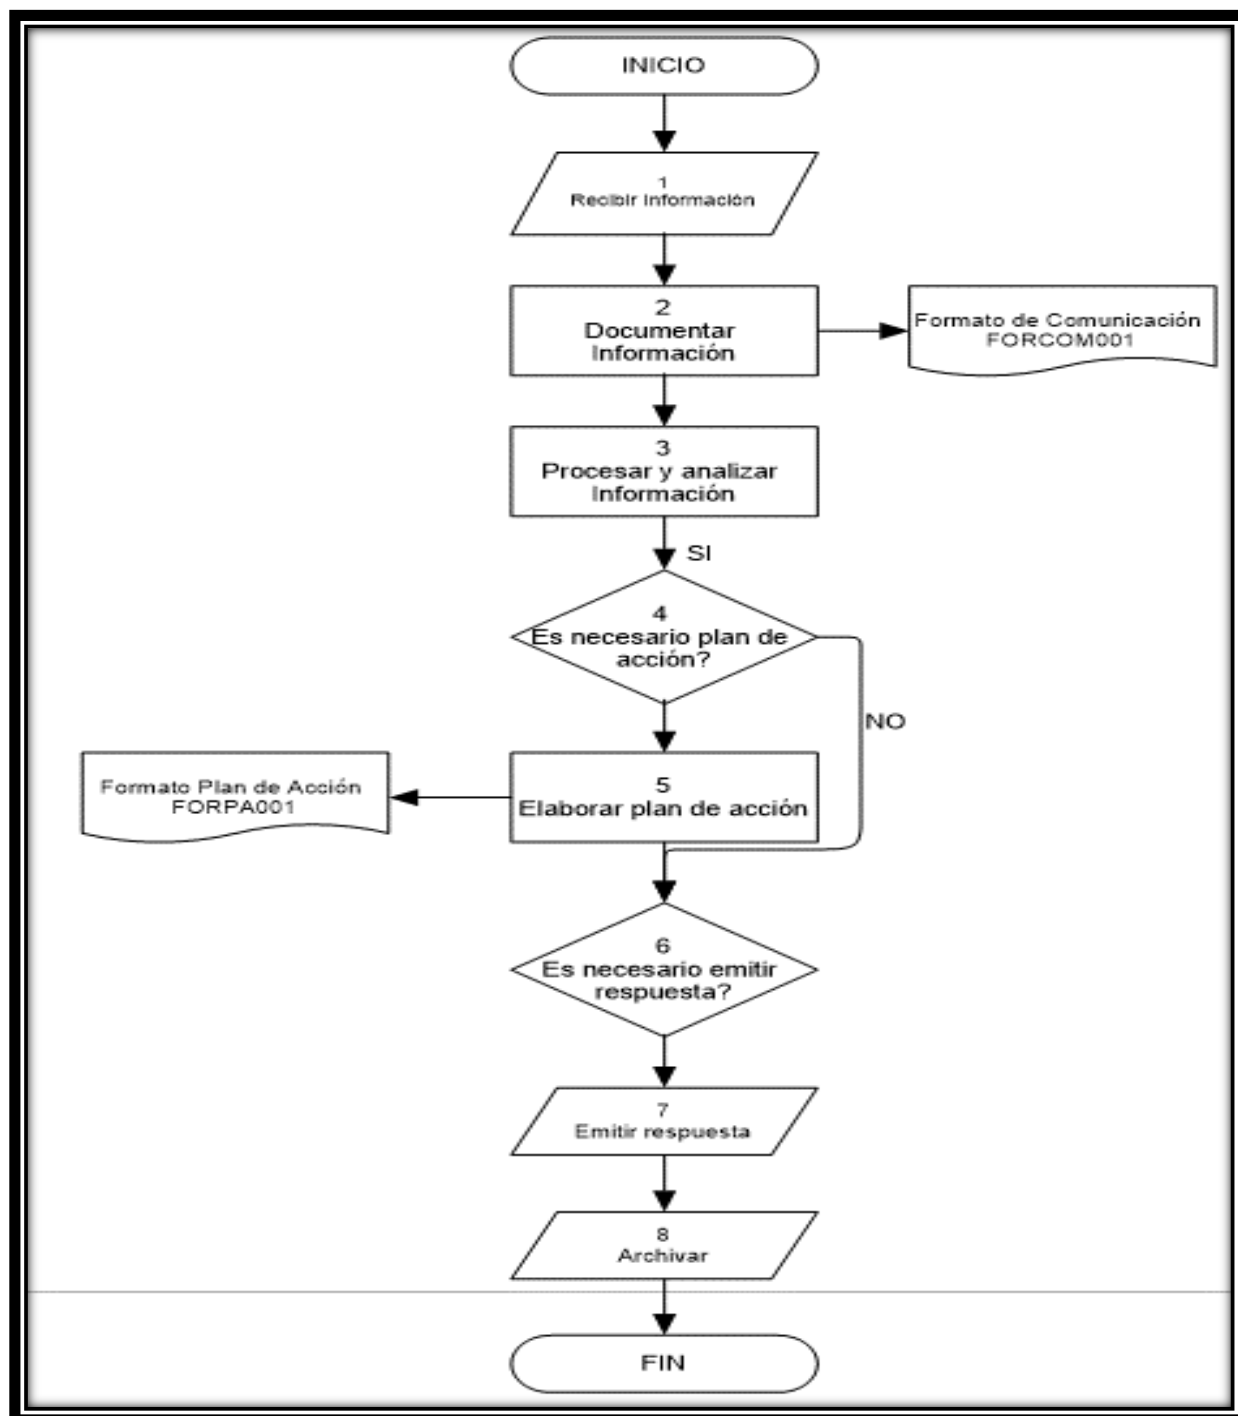 INICIO
1
Recibir Información
2
Documentar
Información
Formato de Comunicación
FORCOM001
3
Procesar y analizar
Información
SI
4
Es necesario plan de
acción?
NO
Formato Plan de Acción
FORPA001
5
Elaborar plan de acción
6
Es necesario emitir
respuesta?
7
Emitir respuesta
8
Archivar
FIN